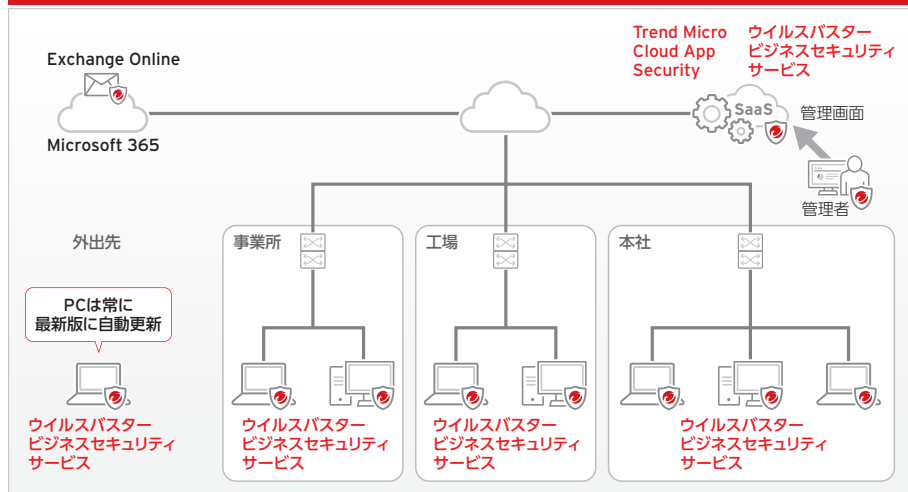 Exchange Online
Microsoft 365
Trend Micro
Cloud App
Security
ウイルスバスター
ビジネスセキュリティ
サービス
SaaS
管理画面
管理者
外出先
PCは常に
最新版に自動更新
ウイルスバスター
ビジネスセキュリティ
サービス
事業所
ウイルスバスター
ビジネスセキュリティ
サービス
工場
ウイルスバスター
ビジネスセキュリティ
サービス
本社
ウイルスバスター
ビジネスセキュリティ
サービス